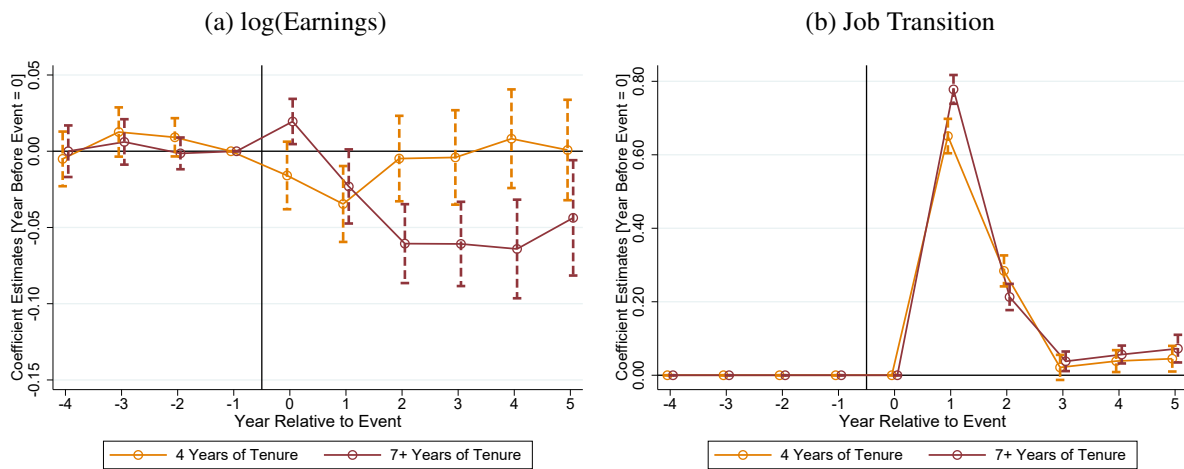 (a) log(Earnings)
Coefficient Estimates [Year Before Event = 0]
0.05
0.00
-0.05
-0.10
-0.15
-4 -3 -2 -1 0 1 2 3 4 5
Year Relative to Event
4 Years of Tenure 7+ Years of Tenure
(b) Job Transition
Coefficient Estimates [Year Before Event = 0]
0.80
0.60
0.40
0.20
0.00
-4 -3 -2 -1 0 1 2 3 4 5
Year Relative to Event
4 Years of Tenure 7+ Years of Tenure